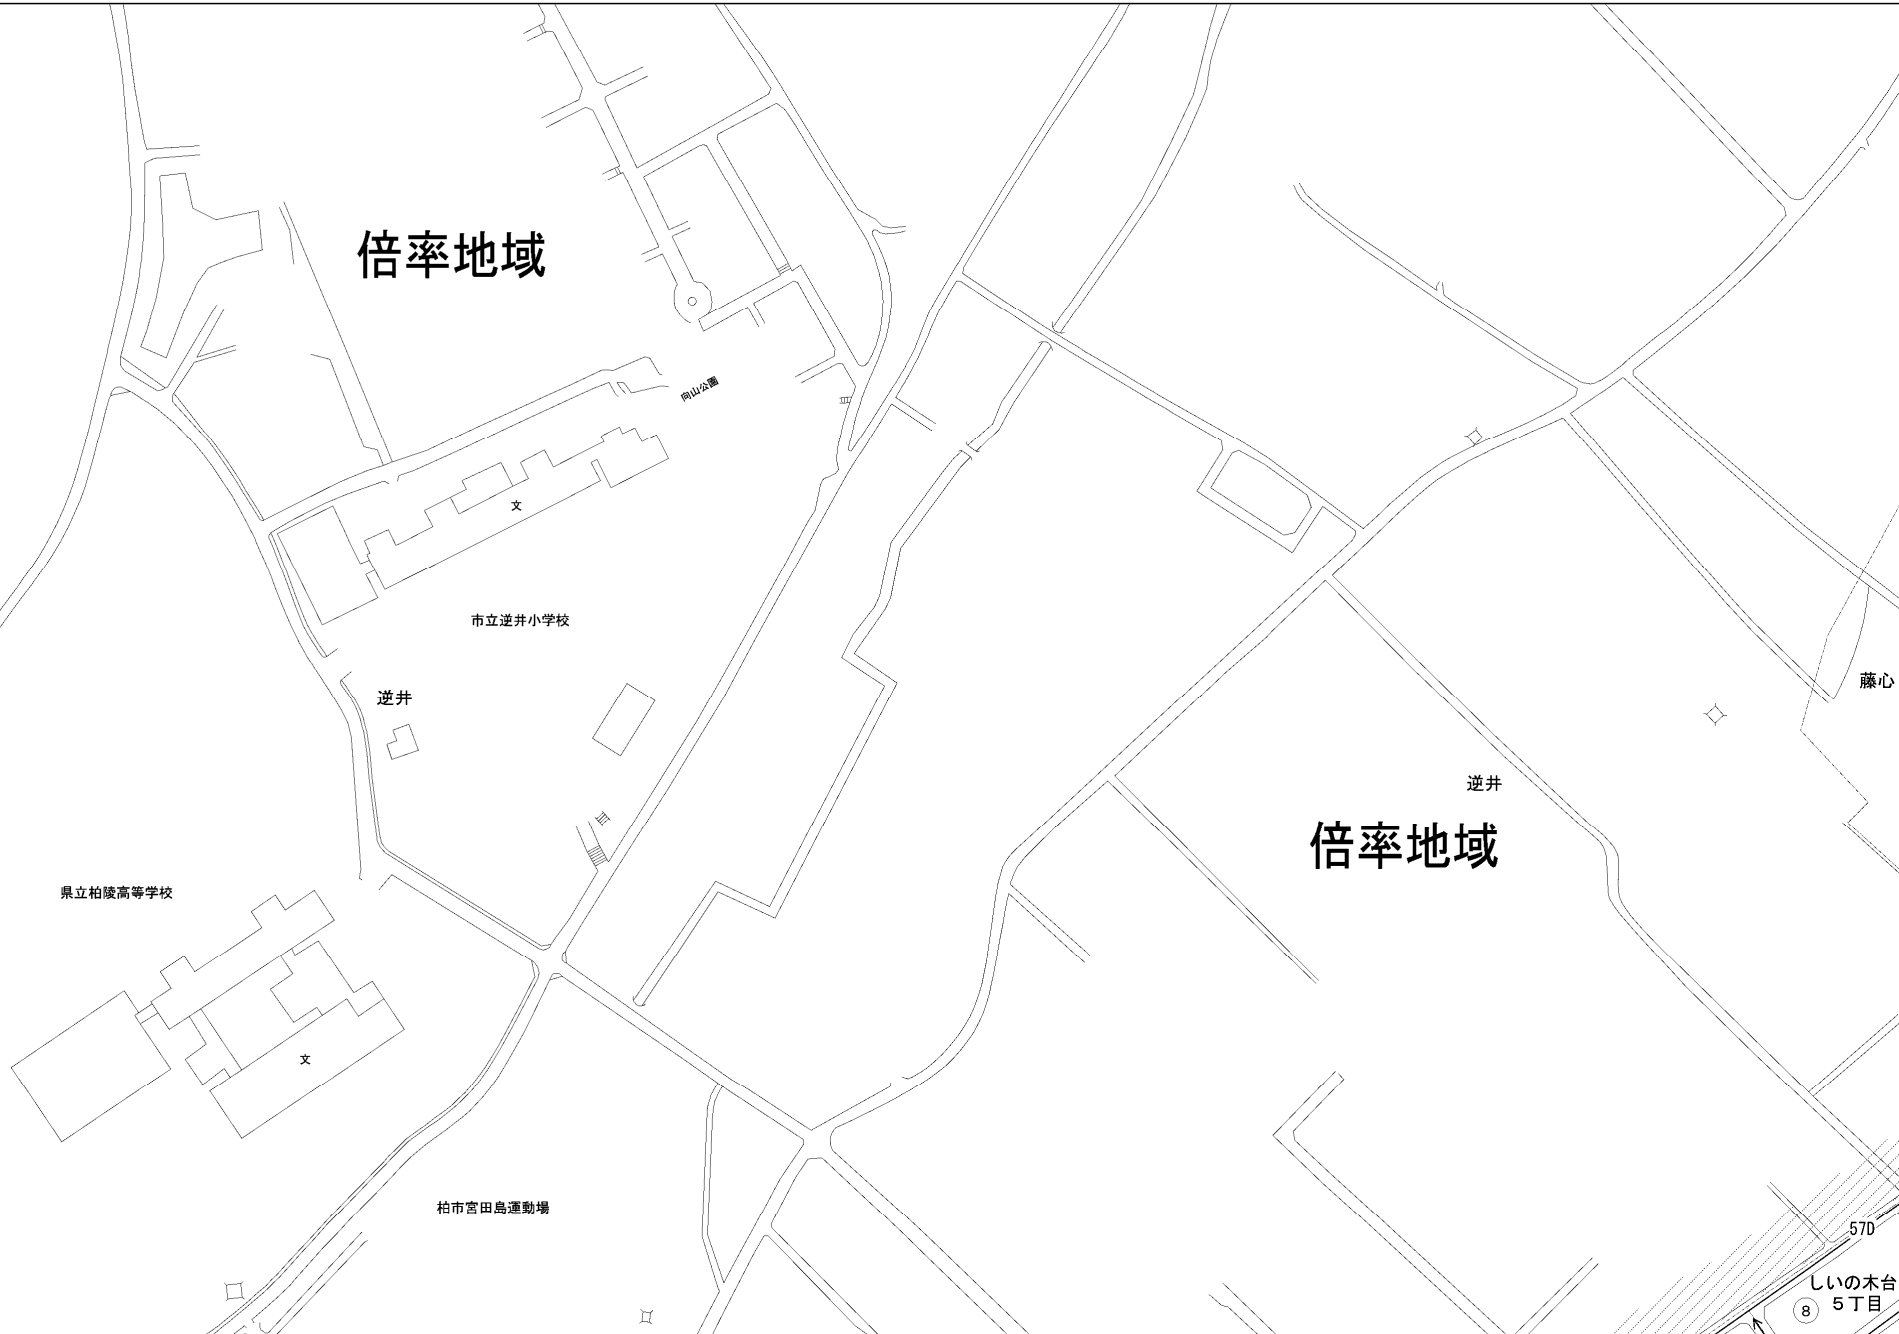 倍率地域
向山公園
文
市立逆井小学校
逆井
藤心
逆井
倍率地域
県立柏陵高等学校
文
柏市宮田島運動場
57D
しいの木台
5丁目
8